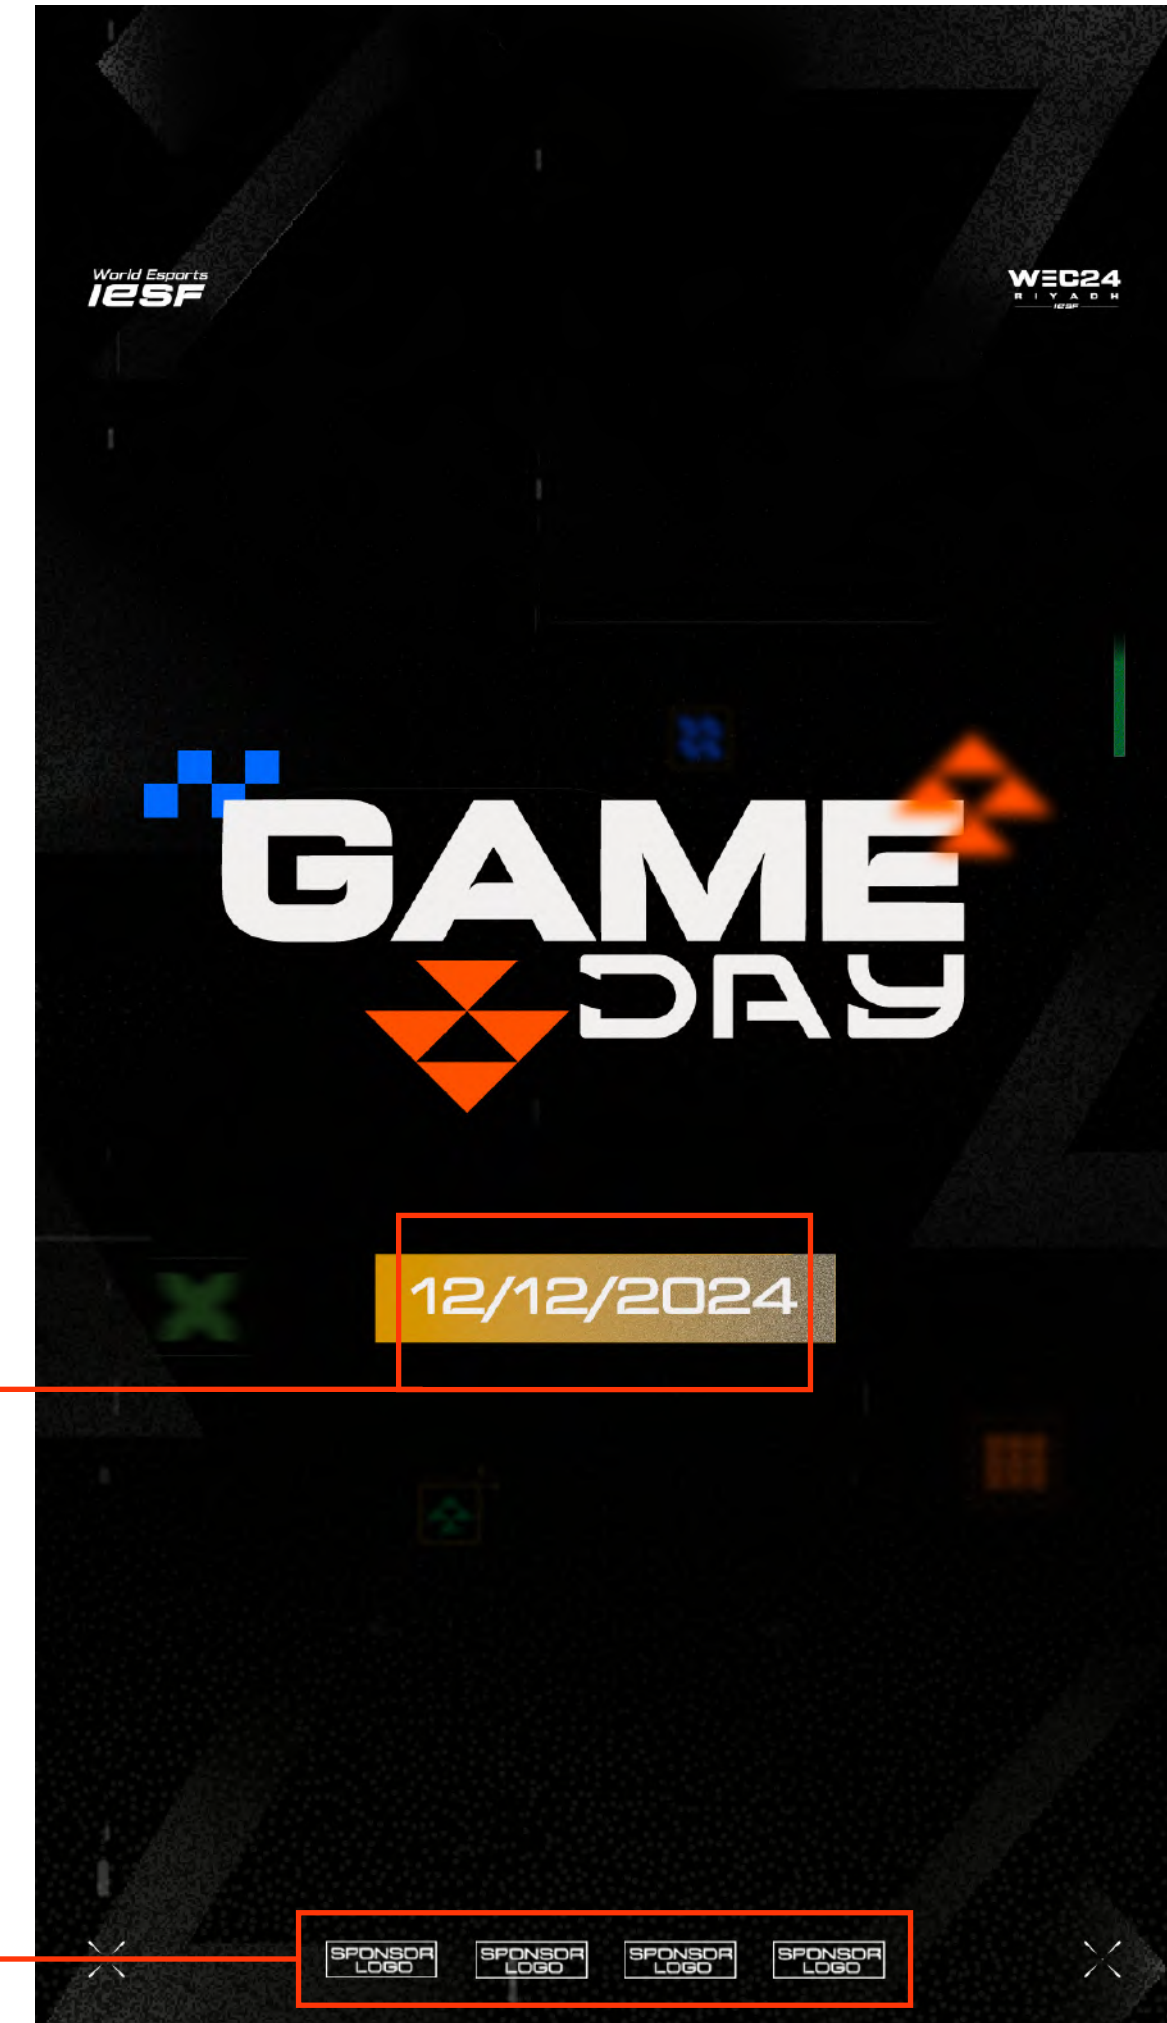 World Esports
IESF
WEC24
RIYADH
IESF
GAME
DAY
12/12/2024
SPONSOR LOGO
SPONSOR LOGO
SPONSOR LOGO
SPONSOR LOGO